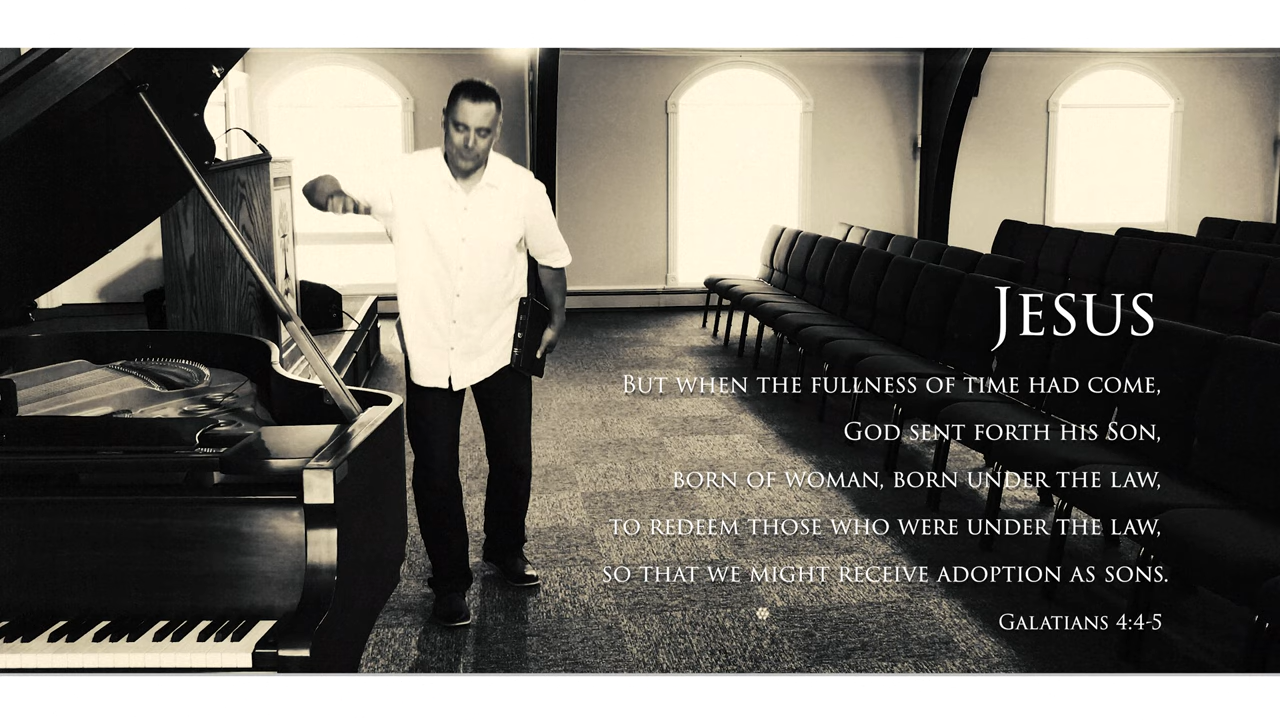 Jesus
But when the fullness of time had come,
God sent forth his Son,
born of woman, born under the law,
to redeem those who were under the law,
so that we might receive adoption as sons.
Galatians 4:4-5